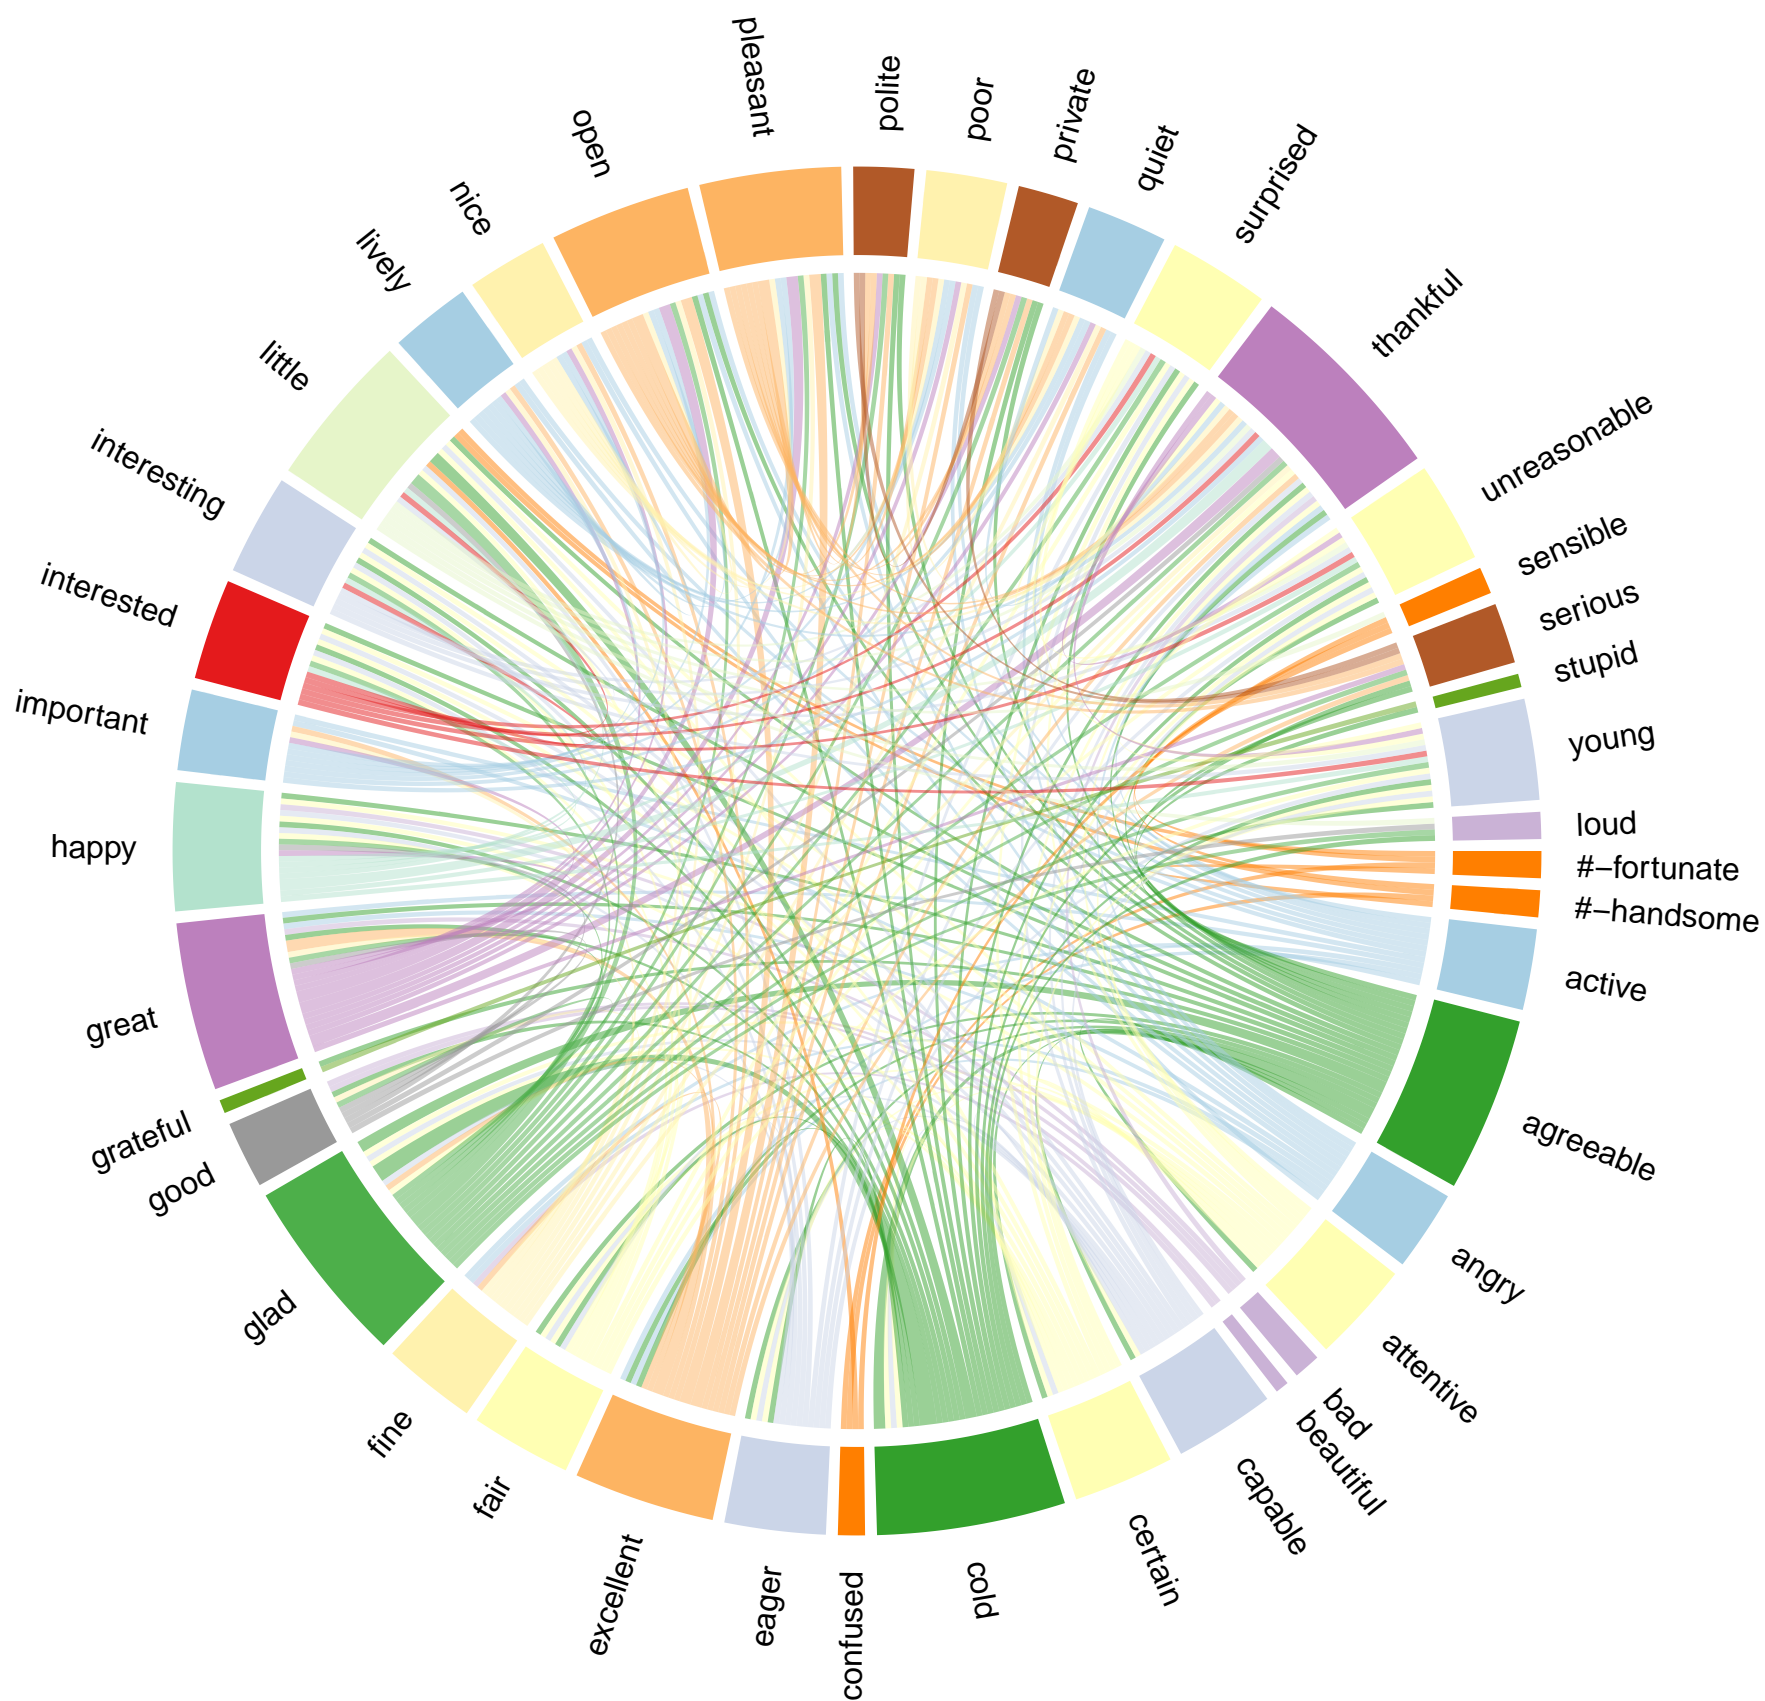 pleasant
polite
poor
private
quiet
surprised
thankful
unreasonable
sensible
serious
stupid
young
loud
#–fortunate
#–handsome
active
agreeable
angry
attentive
bad
beautiful
capable
certain
cold
confused
eager
excellent
fair
fine
glad
good
grateful
great
happy
important
interested
interesting
little
lively
nice
open